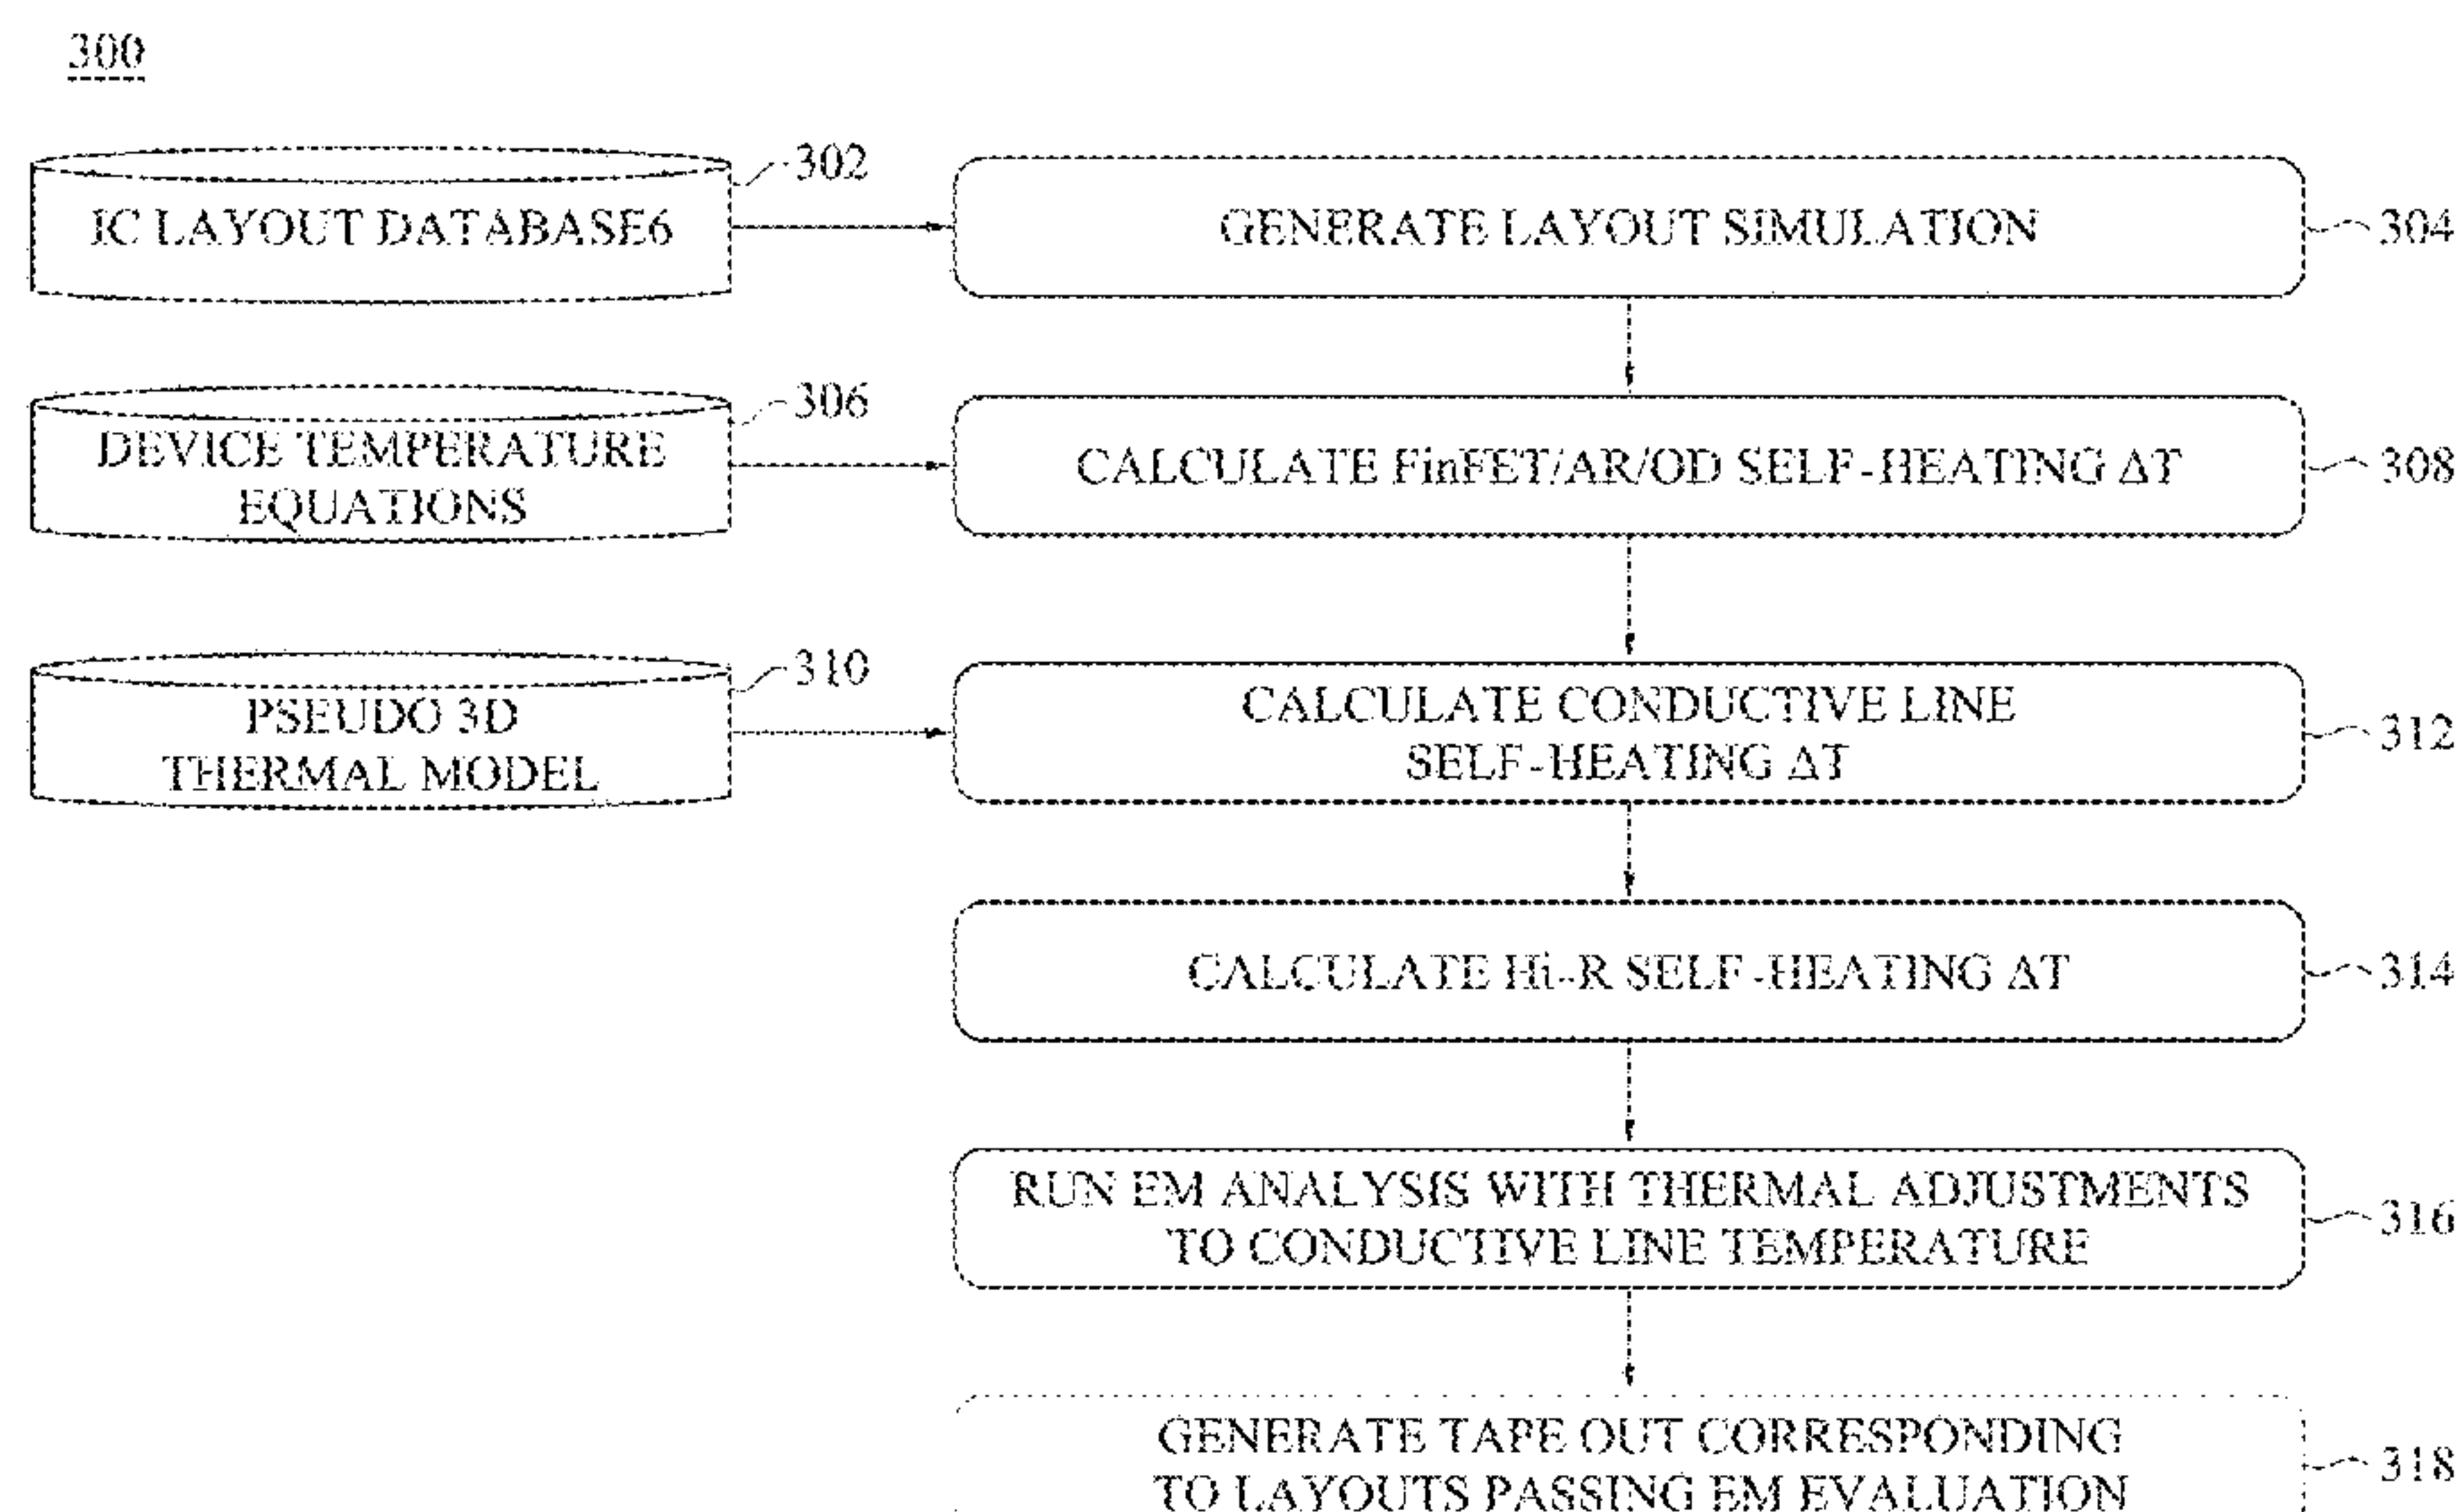 300
302
IC LAYOUT DATABASE6
GENERATE LAYOUT SIMULATION
304
306
DEVICE TEMPERATURE
EQUATIONS
CALCULATE FinFET/AR/OD SELF-HEATING ΔT
308
310
PSEUDO 3D
THERMAL MODEL
CALCULATE CONDUCTIVE LINE
SELF-HEATING ΔT
312
CALCULATE Hi-R SELF-HEATING ΔT
314
RUN EM ANALYSIS WITH THERMAL ADJUSTMENTS
TO CONDUCTIVE LINE TEMPERATURE
316
GENERATE TAPE OUT CORRESPONDING
TO LAYOUTS PASSING EM EVALUATION
318